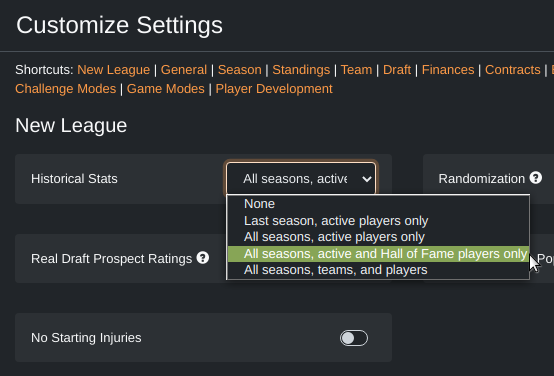 Customize Settings
Shortcuts: New League | General | Season | Standings | Team | Draft | Finances | Contracts |
Challenge Modes | Game Modes | Player Development
New League
Historical Stats
All seasons, active
Randomization ?
None
Last season, active players only
All seasons, active players only
All seasons, active and Hall of Fame players only
All seasons, teams, and players
Real Draft Prospect Ratings ?
No Starting Injuries